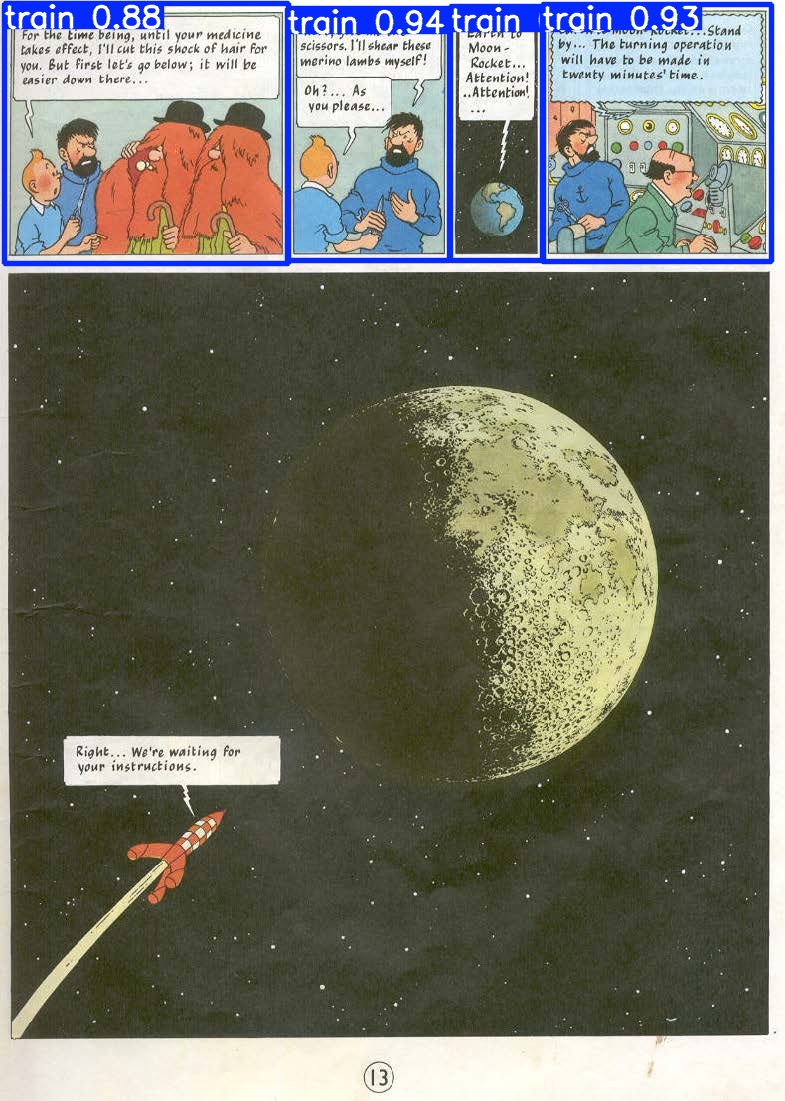 train 0.88
For the time being, until your medicine
takes effect, I'll cut this shock of hair for
you. But first let's go below; it will be
easier down there...
train 0.94
scissors. I'll shear these
merino lambs myself!
Oh?... As
you please...
train
Earth to
Moon-
Rocket...
Attention!
..Attention!
...
train 0.93
Moon-Rocket...Stand
by... The turning operation
will have to be made in
twenty minutes' time.
Right... We're waiting for
your instructions.
13